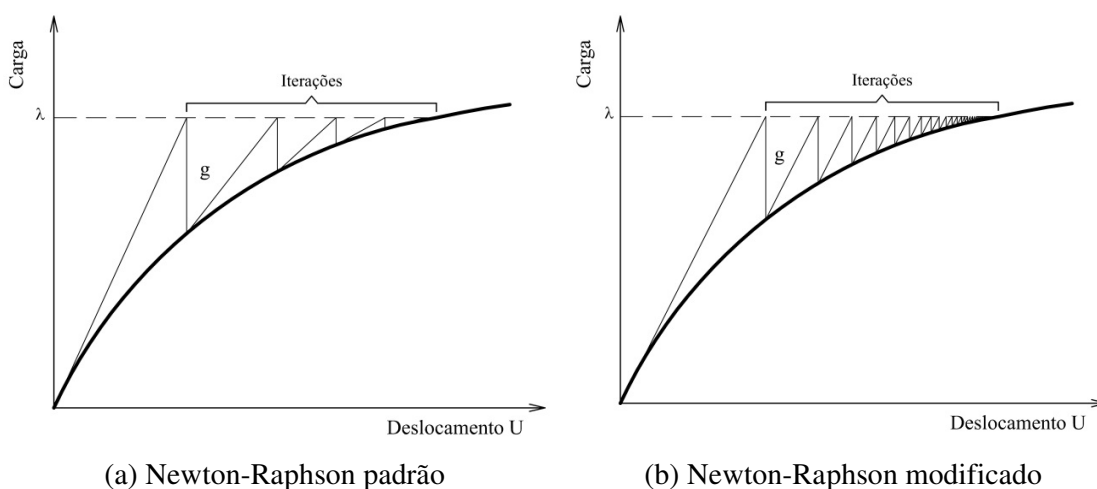 Carga
Iterações
λ
g
Deslocamento U
(a) Newton-Raphson padrão
Carga
Iterações
λ
g
Deslocamento U
(b) Newton-Raphson modificado